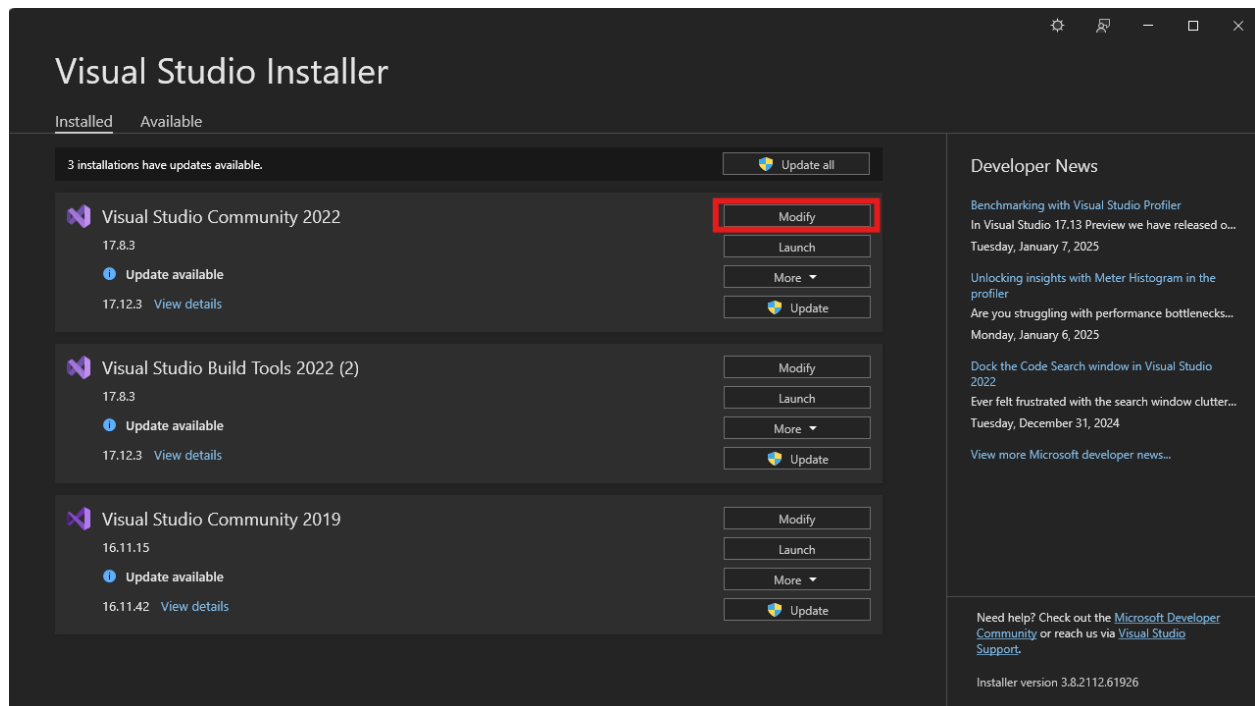 Visual Studio Installer
Installed Available
3 installations have updates available. Update all
Visual Studio Community 2022 Modify
17.8.3 Launch
Update available More
17.12.3 View details Update
Visual Studio Build Tools 2022 (2) Modify
17.8.3 Launch
Update available More
17.12.3 View details Update
Visual Studio Community 2019 Modify
16.11.15 Launch
Update available More
16.11.42 View details Update
Developer News
Benchmarking with Visual Studio Profiler
In Visual Studio 17.13 Preview we have released o...
Tuesday, January 7, 2025
Unlocking insights with Meter Histogram in the
profiler
Are you struggling with performance bottlenecks...
Monday, January 6, 2025
Dock the Code Search window in Visual Studio
2022
Ever felt frustrated with the search window clutter...
Tuesday, December 31, 2024
View more Microsoft developer news...
Need help? Check out the Microsoft Developer
Community or reach us via Visual Studio
Support.
Installer version 3.8.2112.61926